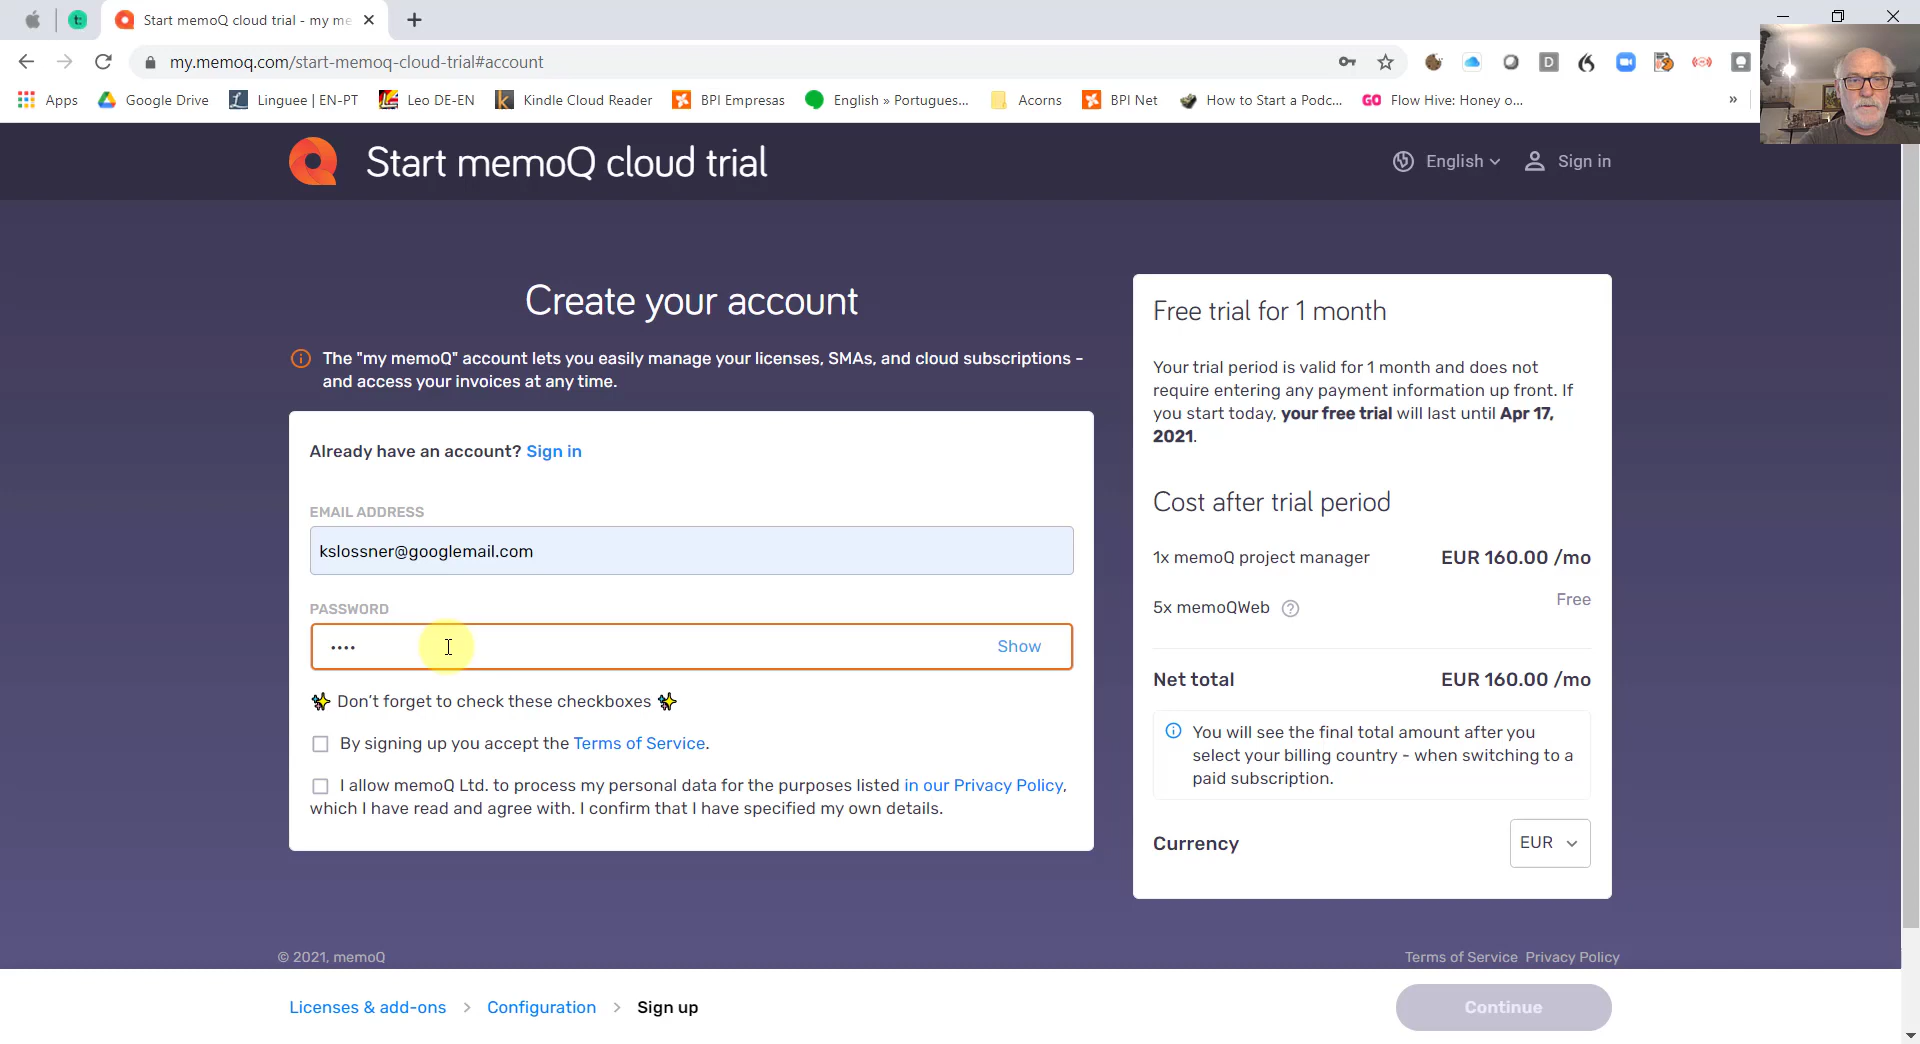 Start memoQ cloud trial - my me
my.memoq.com/start-memoq-cloud-trial#account
Apps
Google Drive
Linguee | EN-PT
Leo DE-EN
Kindle Cloud Reader
BPI Empresas
English » Portugues...
Acorns
BPI Net
How to Start a Podc...
GO Flow Hive: Honey o...
»
Start memoQ cloud trial
English
Sign in
Create your account
The "my memoQ" account lets you easily manage your licenses, SMAs, and cloud subscriptions -
and access your invoices at any time.
Already have an account? Sign in
EMAIL ADDRESS
kslossner@googlemail.com
PASSWORD
••••
Show
Don't forget to check these checkboxes
By signing up you accept the Terms of Service.
I allow memoQ Ltd. to process my personal data for the purposes listed in our Privacy Policy,
which I have read and agree with. I confirm that I have specified my own details.
Free trial for 1 month
Your trial period is valid for 1 month and does not
require entering any payment information up front. If
you start today, your free trial will last until Apr 17,
2021.
Cost after trial period
1x memoQ project manager EUR 160.00 /mo
5x memoQWeb Free
Net total EUR 160.00 /mo
You will see the final total amount after you
select your billing country - when switching to a
paid subscription.
Currency EUR
© 2021, memoQ
Terms of Service Privacy Policy
Licenses & add-ons > Configuration > Sign up
Continue